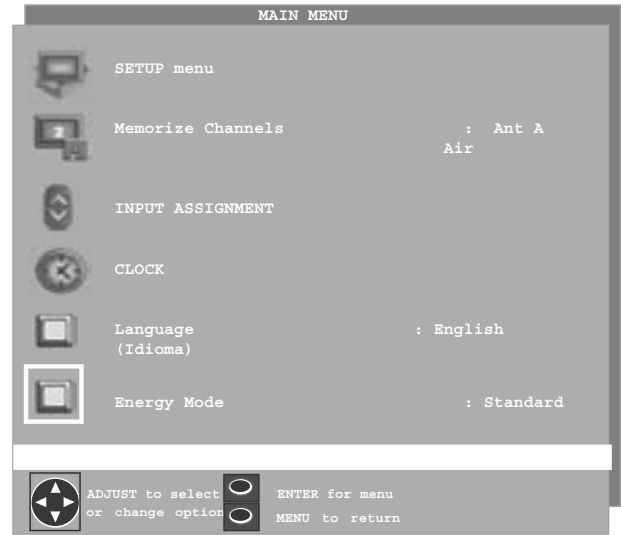 MAIN MENU
SETUP menu
Memorize Channels : Ant A
Air
INPUT ASSIGNMENT
CLOCK
Language : English
(Idioma)
Energy Mode : Standard
ADJUST to select
or change option
ENTER for menu
MENU to return